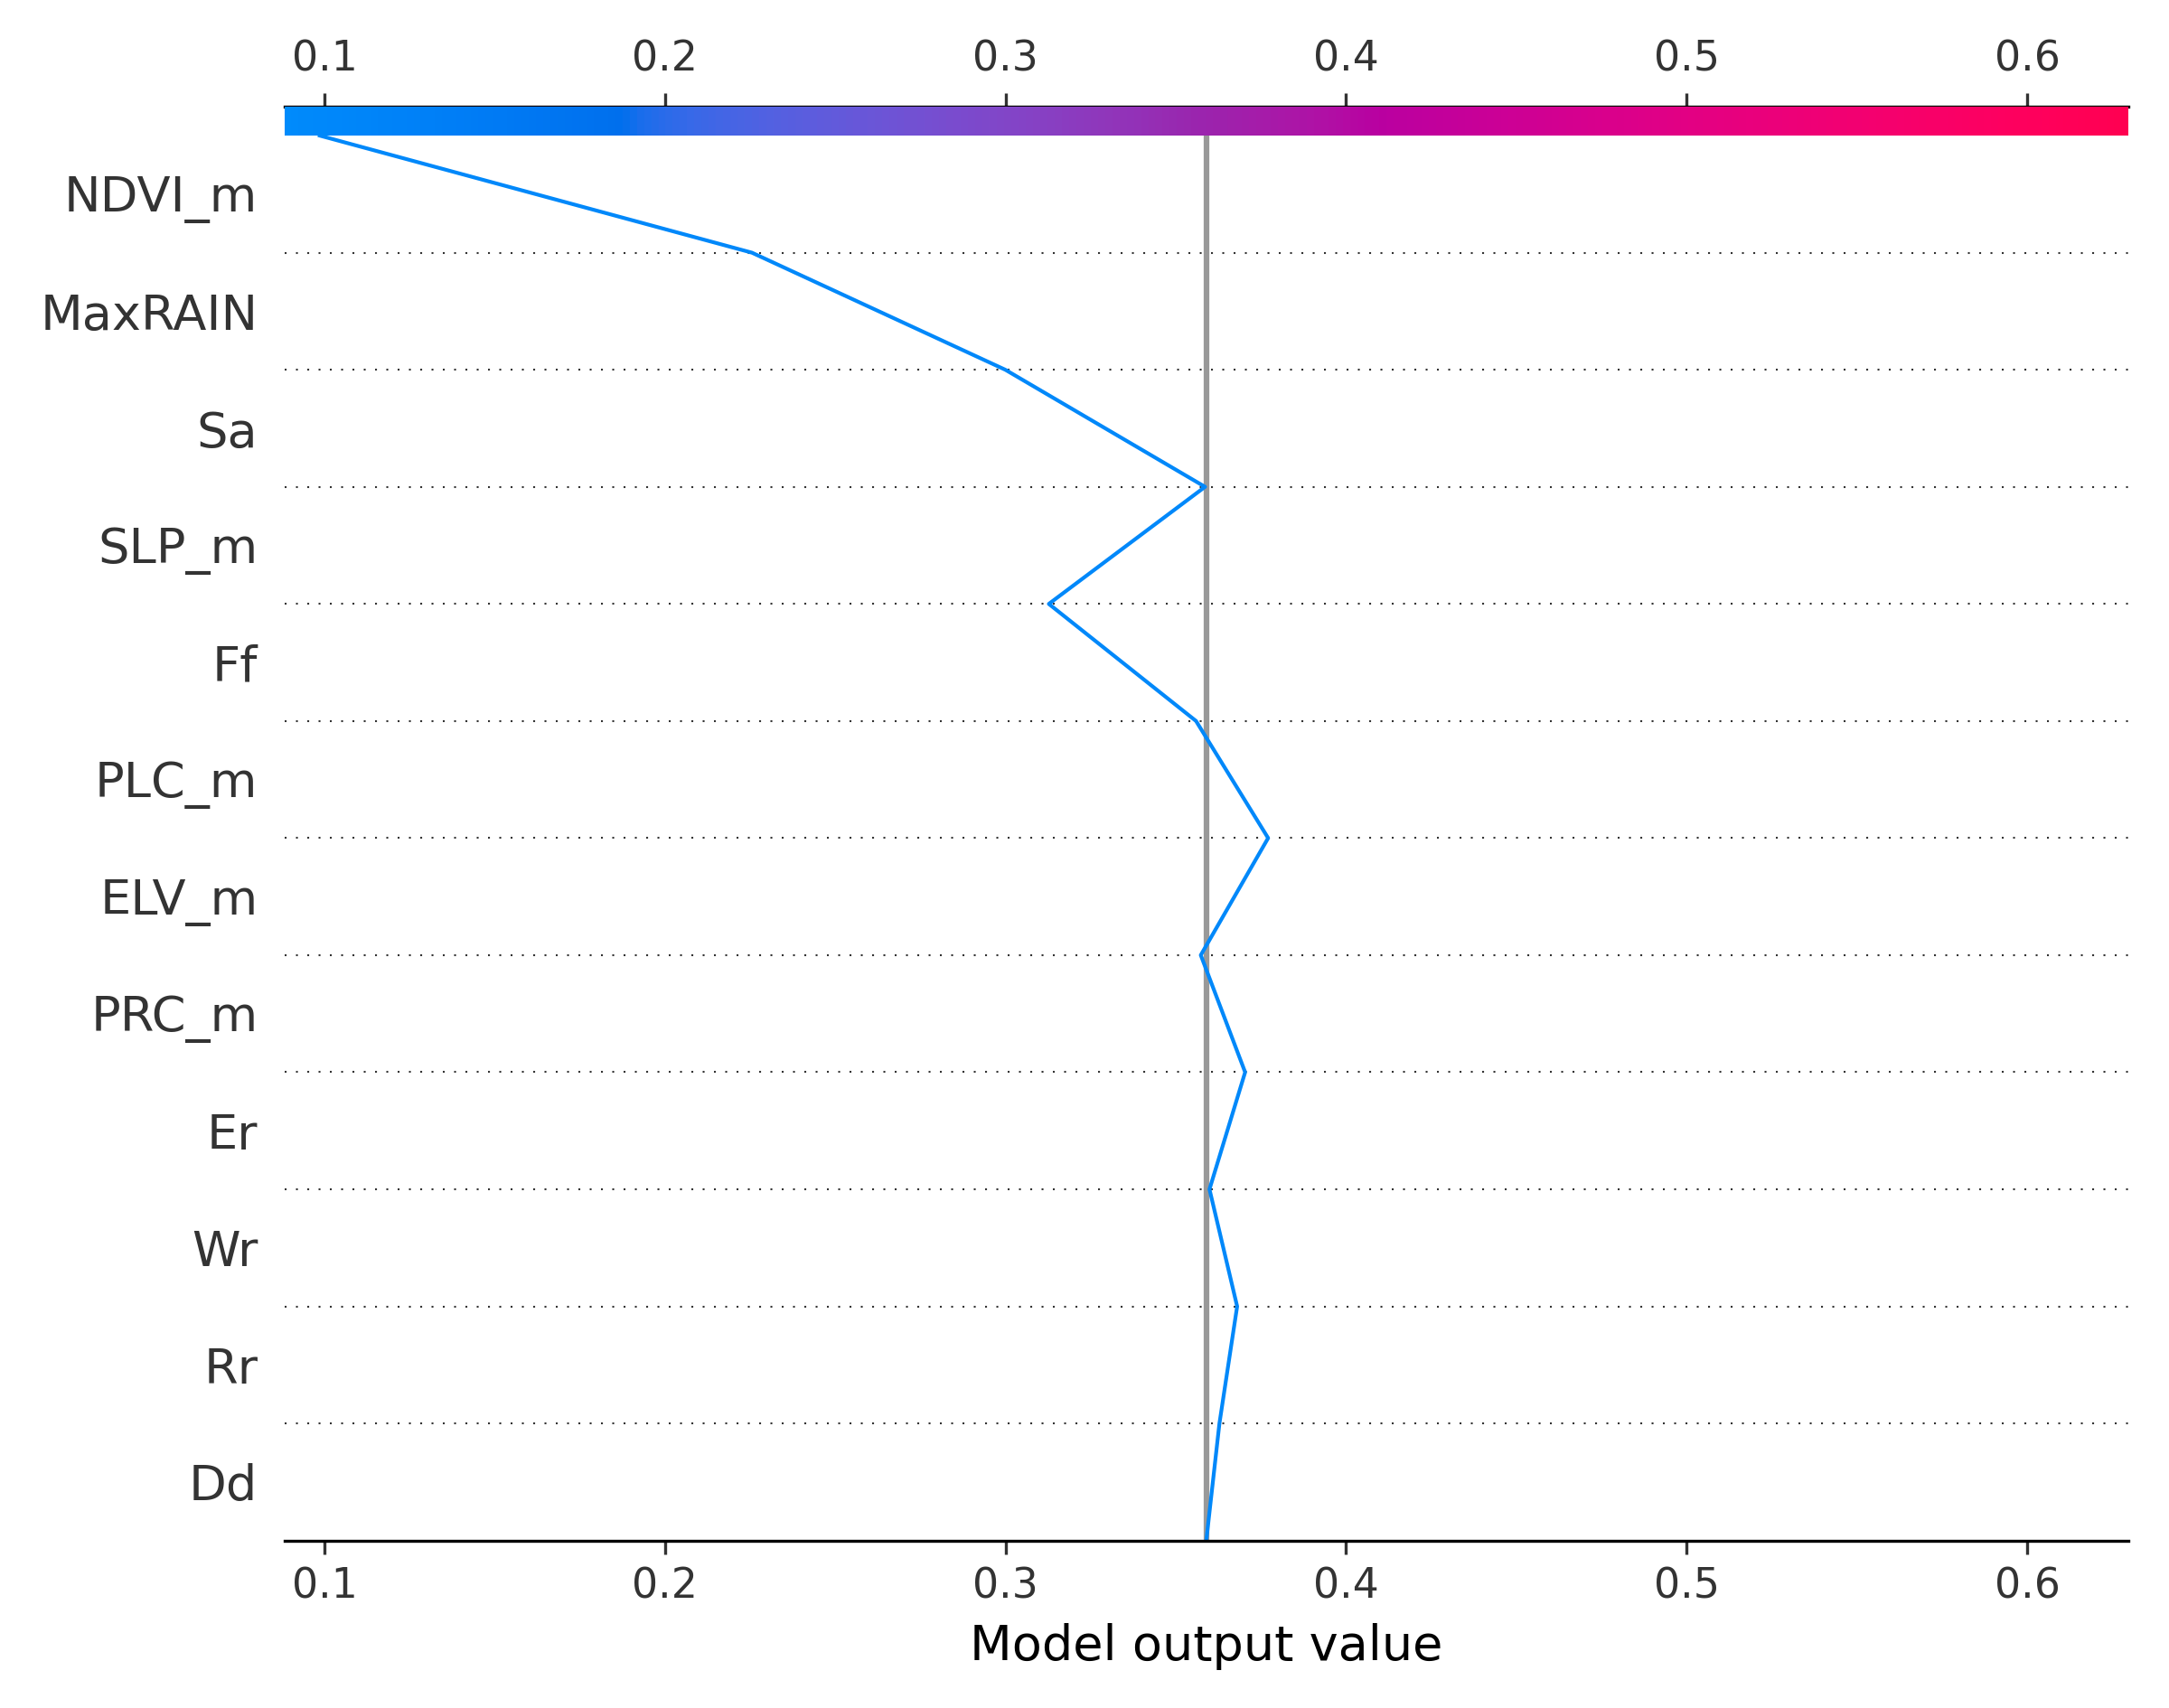 0.1 0.2 0.3 0.4 0.5 0.6
NDVI_m
MaxRAIN
Sa
SLP_m
Ff
PLC_m
ELV_m
PRC_m
Er
Wr
Rr
Dd
0.1 0.2 0.3 0.4 0.5 0.6
Model output value